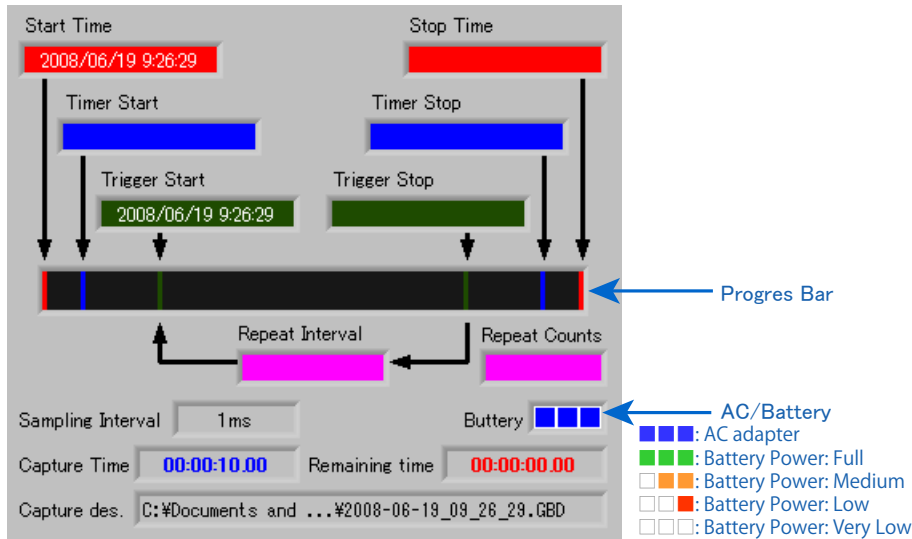 Start Time
Stop Time
2008/06/19 9:26:29
Timer Start
Timer Stop
Trigger Start
Trigger Stop
2008/06/19 9:26:29
Progres Bar
Repeat Interval
Repeat Counts
Sampling Interval 1ms
Buttery
AC/Battery
: AC adapter
Capture Time 00:00:10.00
Remaining time 00:00:00.00
: Battery Power: Full
: Battery Power: Medium
: Battery Power: Low
Capture des. C:¥Documents and ...¥2008-06-19_09_26_29.GBD
: Battery Power: Very Low